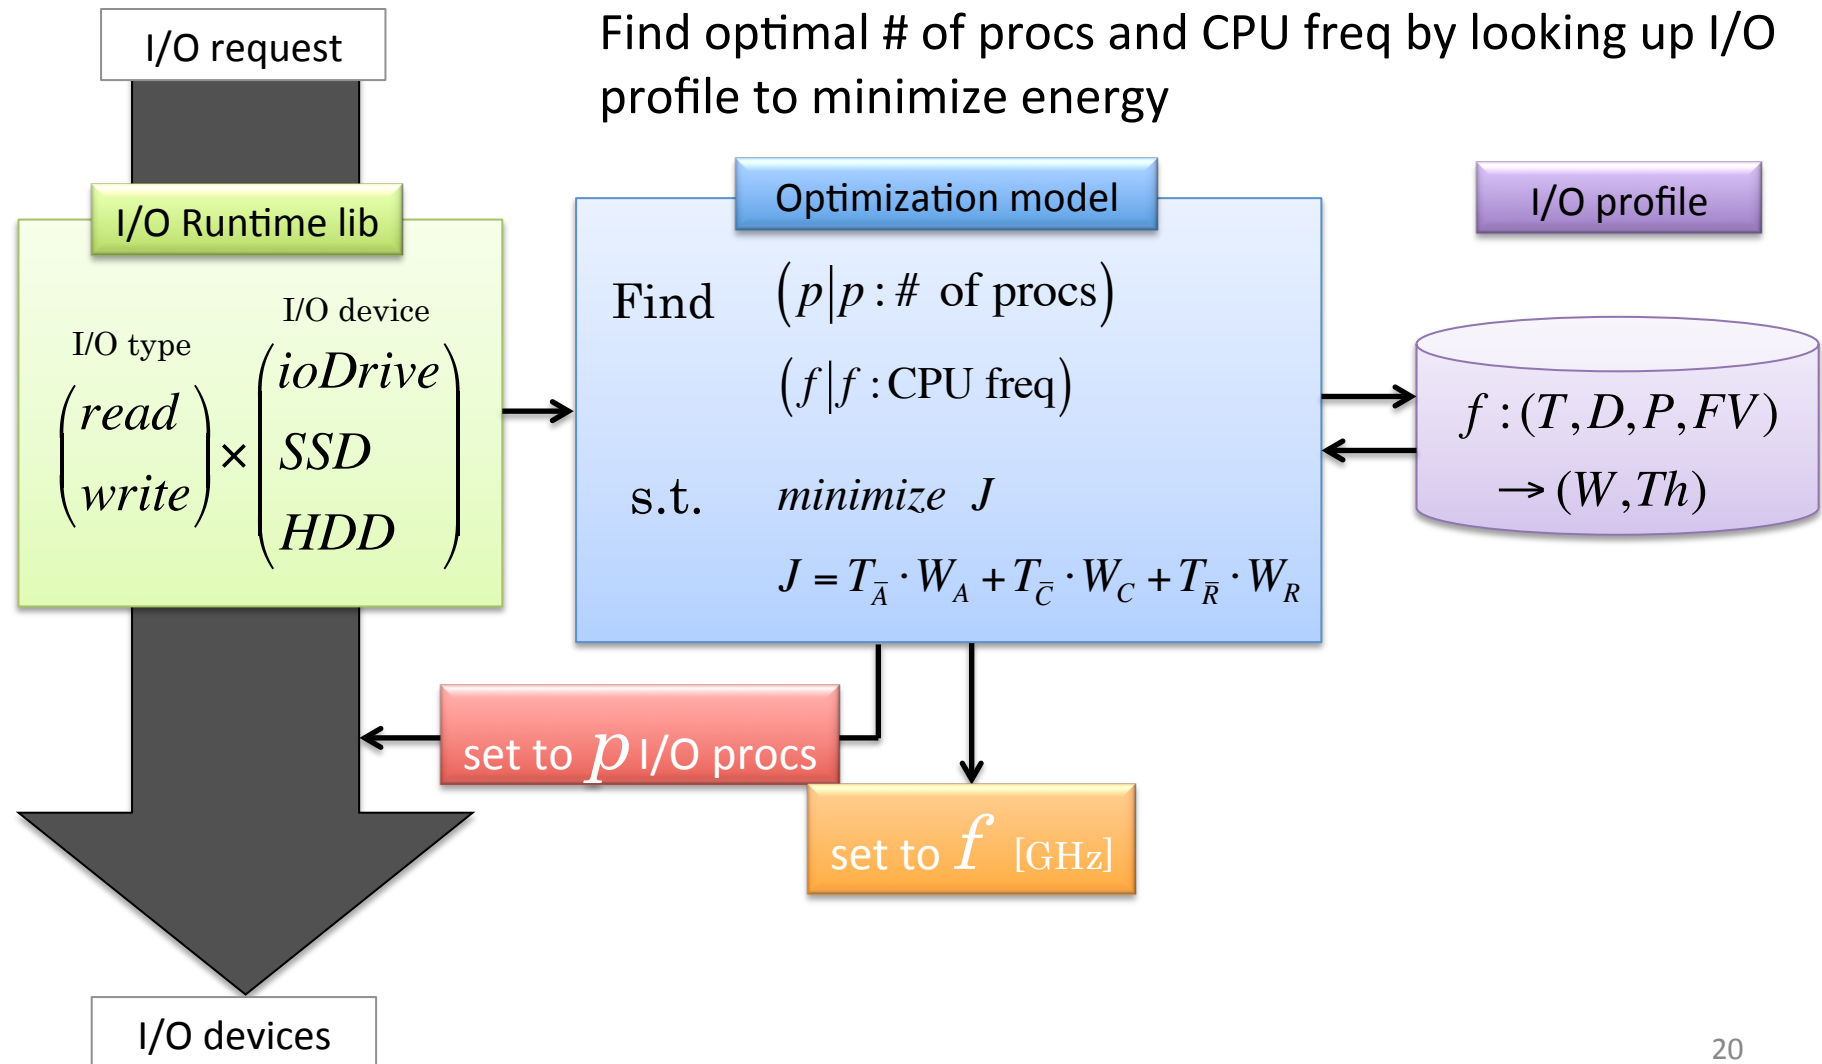 Find optimal # of procs and CPU freq by looking up I/O
profile to minimize energy
I/O request
I/O Runtime lib
I/O type
I/O device
read
write
×
ioDrive
SSD
HDD
Optimization model
Find (p|p : # of procs)
(f|f : CPU freq)
s.t. minimize J
J = T_Ā · W_A + T_C̄ · W_C + T_R̄ · W_R
I/O profile
f : (T, D, P, FV)
→ (W, Th)
set to p I/O procs
set to f [GHz]
I/O devices
20